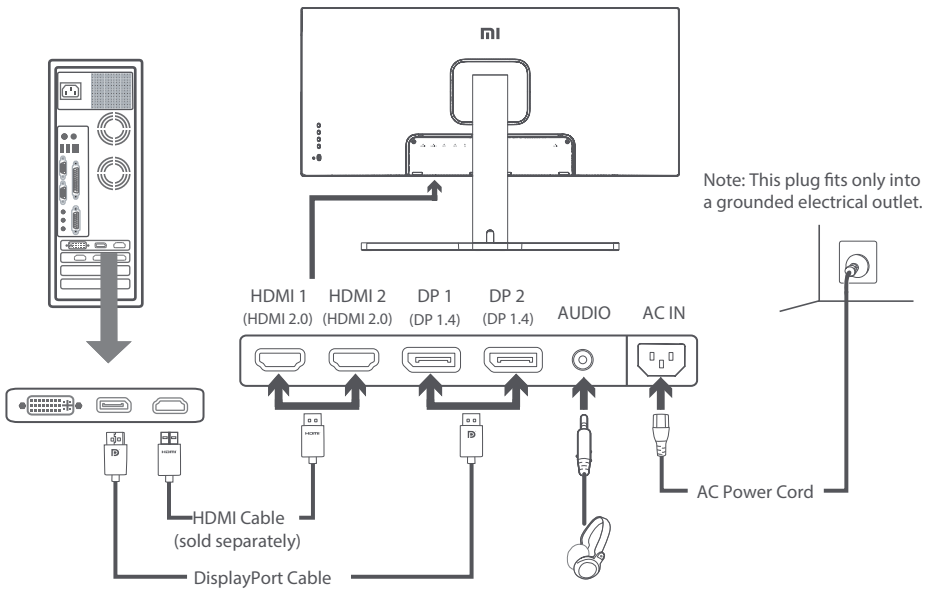 mi
Note: This plug fits only into
a grounded electrical outlet.
HDMI 1
(HDMI 2.0)
HDMI 2
(HDMI 2.0)
DP 1
(DP 1.4)
DP 2
(DP 1.4)
AUDIO
AC IN
HDMI
HDMI
AC Power Cord
HDMI Cable
(sold separately)
DisplayPort Cable